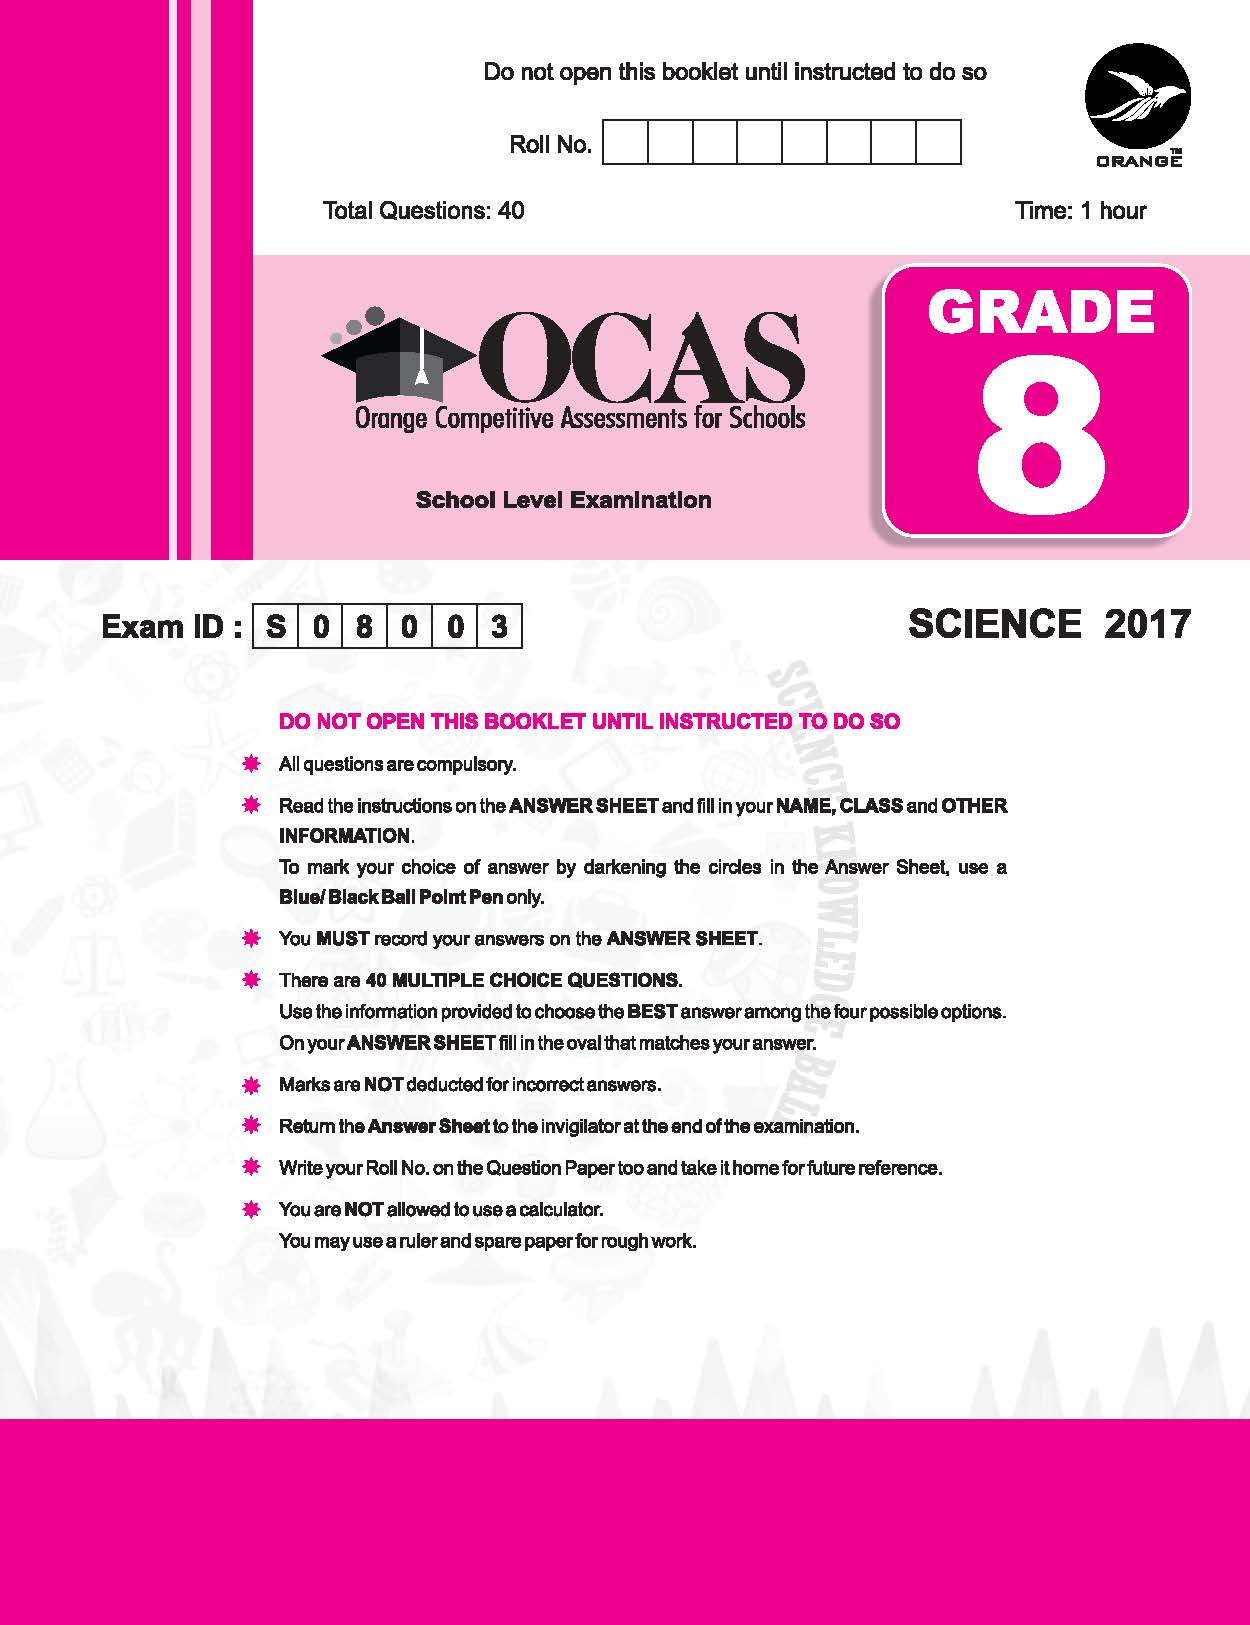 Do not open this booklet until instructed to do so
Roll No.
ORANGE™
Total Questions: 40
Time: 1 hour
GRADE
8
OCAS
Orange Competitive Assessments for Schools
School Level Examination
Exam ID : S 0 8 0 0 3
SCIENCE 2017
DO NOT OPEN THIS BOOKLET UNTIL INSTRUCTED TO DO SO
All questions are compulsory.
Read the instructions on the ANSWER SHEET and fill in your NAME, CLASS and OTHER
INFORMATION.
To mark your choice of answer by darkening the circles in the Answer Sheet, use a
Blue/ Black Ball Point Pen only.
You MUST record your answers on the ANSWER SHEET.
There are 40 MULTIPLE CHOICE QUESTIONS.
Use the information provided to choose the BEST answer among the four possible options.
On your ANSWER SHEET fill in the oval that matches your answer.
Marks are NOT deducted for incorrect answers.
Return the Answer Sheet to the invigilator at the end of the examination.
Write your Roll No. on the Question Paper too and take it home for future reference.
You are NOT allowed to use a calculator.
You may use a ruler and spare paper for rough work.
SCIENCE KNOWLEDGE BALL